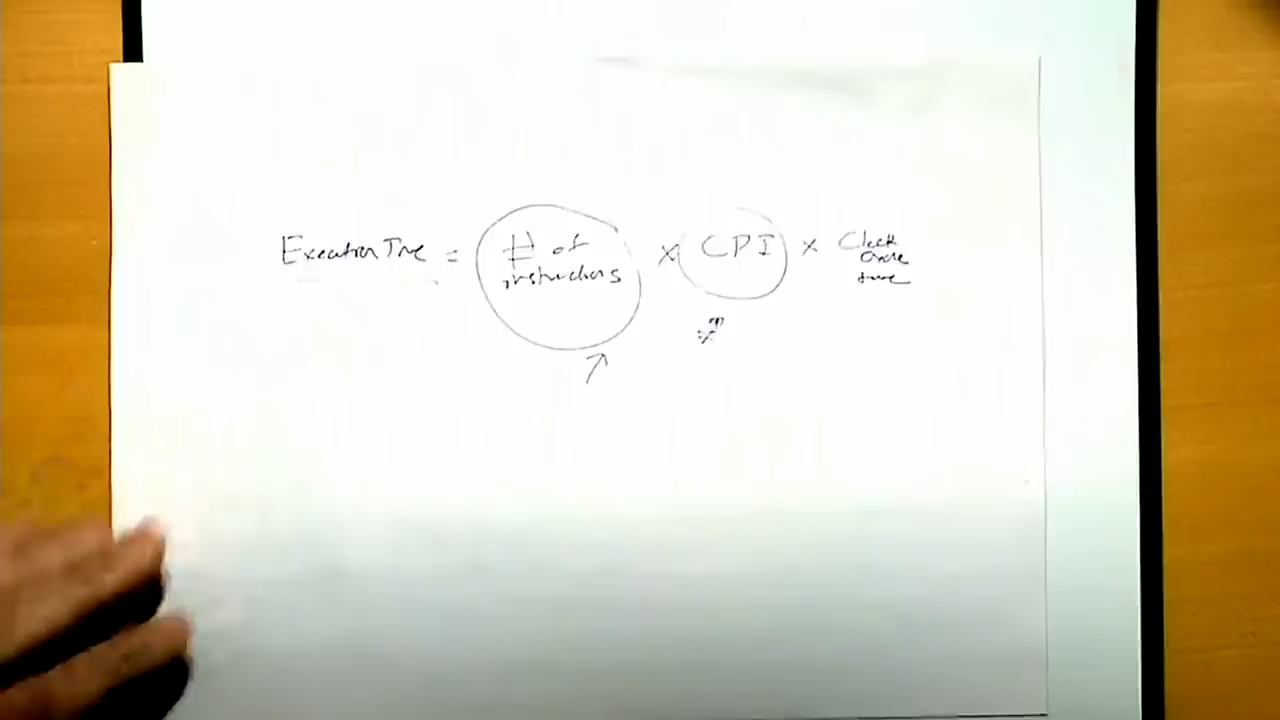 Execution Time = # of instructions × CPI × Clock cycle time